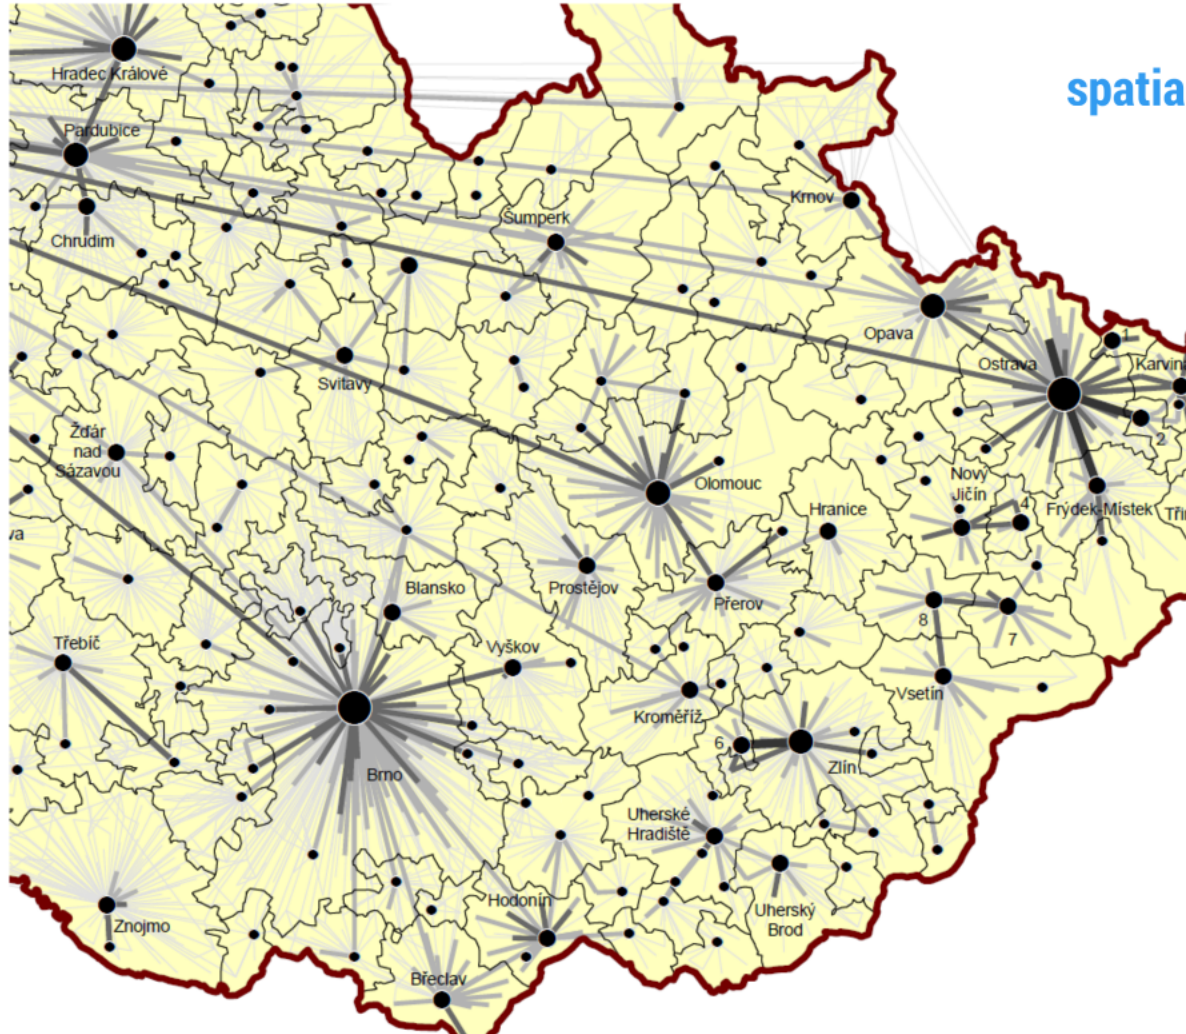 spatia
Hradec Králové
Pardubice
Krnov
Šumperk
Chrudim
Opava
1
Ostrava
Karvin
Svitavy
2
Žďár
nad
Sázavou
Olomouc
Nový
Jičín
4
Hranice
Frýdek-Místek
Tři
va
Blansko
Prostějov
Přerov
8
7
Třebíč
Vyškov
Vsetín
Kroměříž
6
Zlín
Brno
Uherské
Hradiště
Hodonín
Uherský
Brod
Znojmo
Břeclav